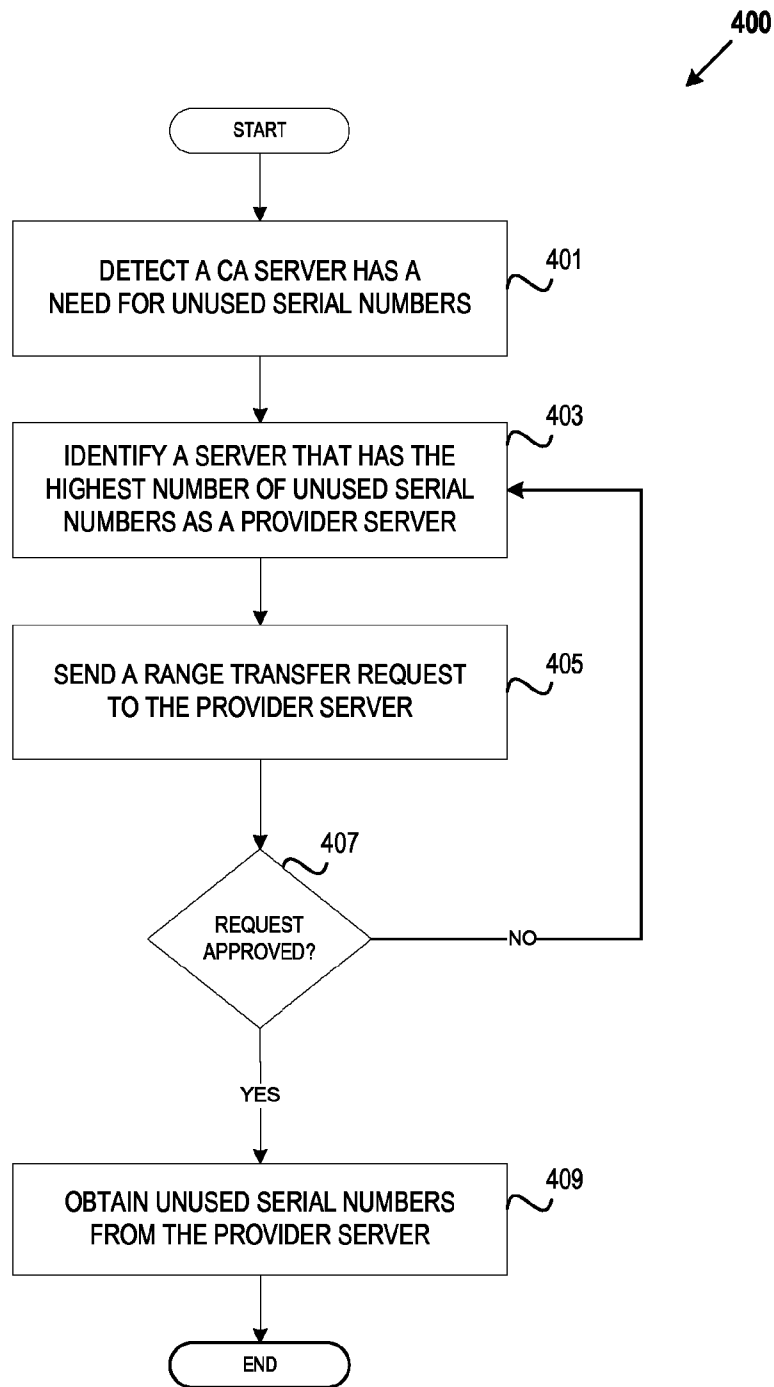 400
START
DETECT A CA SERVER HAS A
NEED FOR UNUSED SERIAL NUMBERS
401
403
IDENTIFY A SERVER THAT HAS THE
HIGHEST NUMBER OF UNUSED SERIAL
NUMBERS AS A PROVIDER SERVER
SEND A RANGE TRANSFER REQUEST
TO THE PROVIDER SERVER
405
407
REQUEST
APPROVED?
NO
YES
OBTAIN UNUSED SERIAL NUMBERS
FROM THE PROVIDER SERVER
409
END